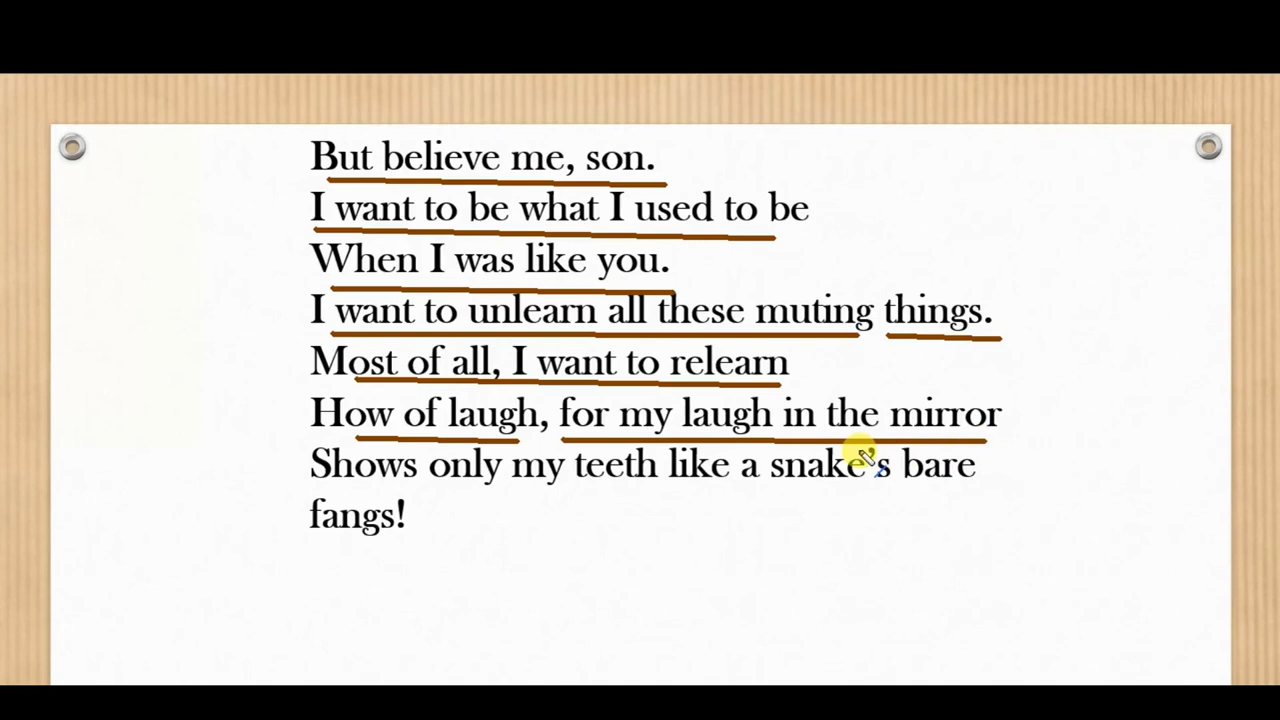 But believe me, son.
I want to be what I used to be
When I was like you.
I want to unlearn all these muting things.
Most of all, I want to relearn
How of laugh, for my laugh in the mirror
Shows only my teeth like a snake's bare
fangs!